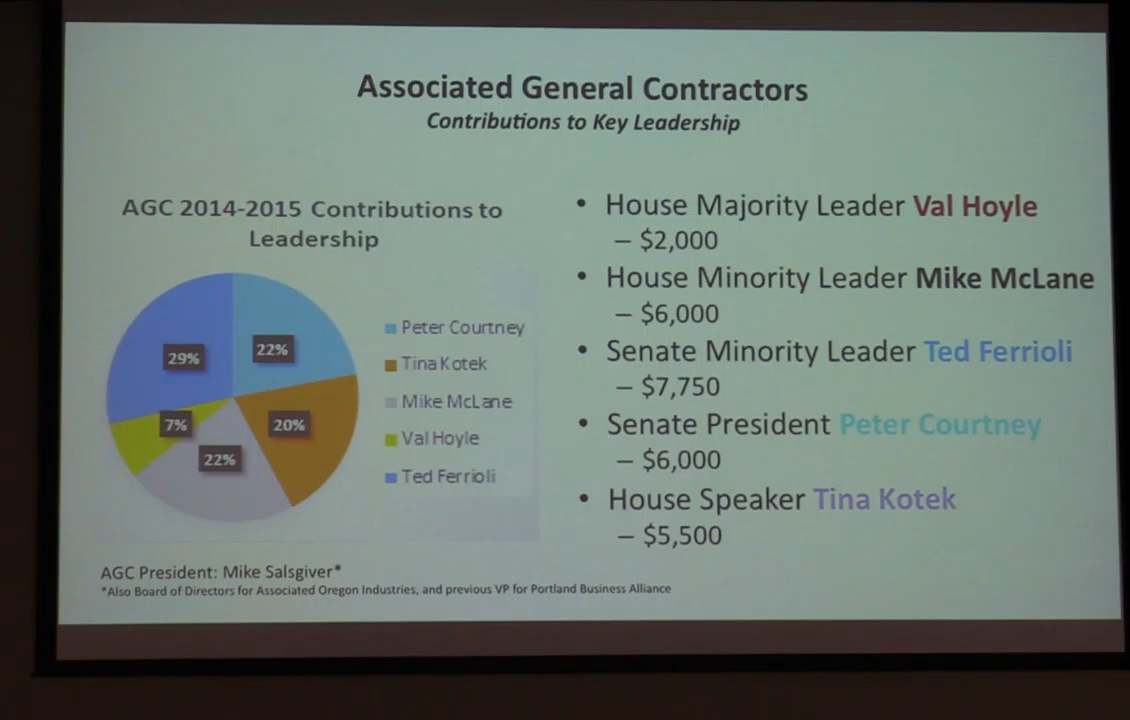 Associated General Contractors
Contributions to Key Leadership
AGC 2014-2015 Contributions to
Leadership
29%
22%
7%
20%
22%
Peter Courtney
Tina Kotek
Mike McLane
Val Hoyle
Ted Ferrioli
• House Majority Leader Val Hoyle
– $2,000
• House Minority Leader Mike McLane
– $6,000
• Senate Minority Leader Ted Ferrioli
– $7,750
• Senate President Peter Courtney
– $6,000
• House Speaker Tina Kotek
– $5,500
AGC President: Mike Salsgiver*
*Also Board of Directors for Associated Oregon Industries, and previous VP for Portland Business Alliance